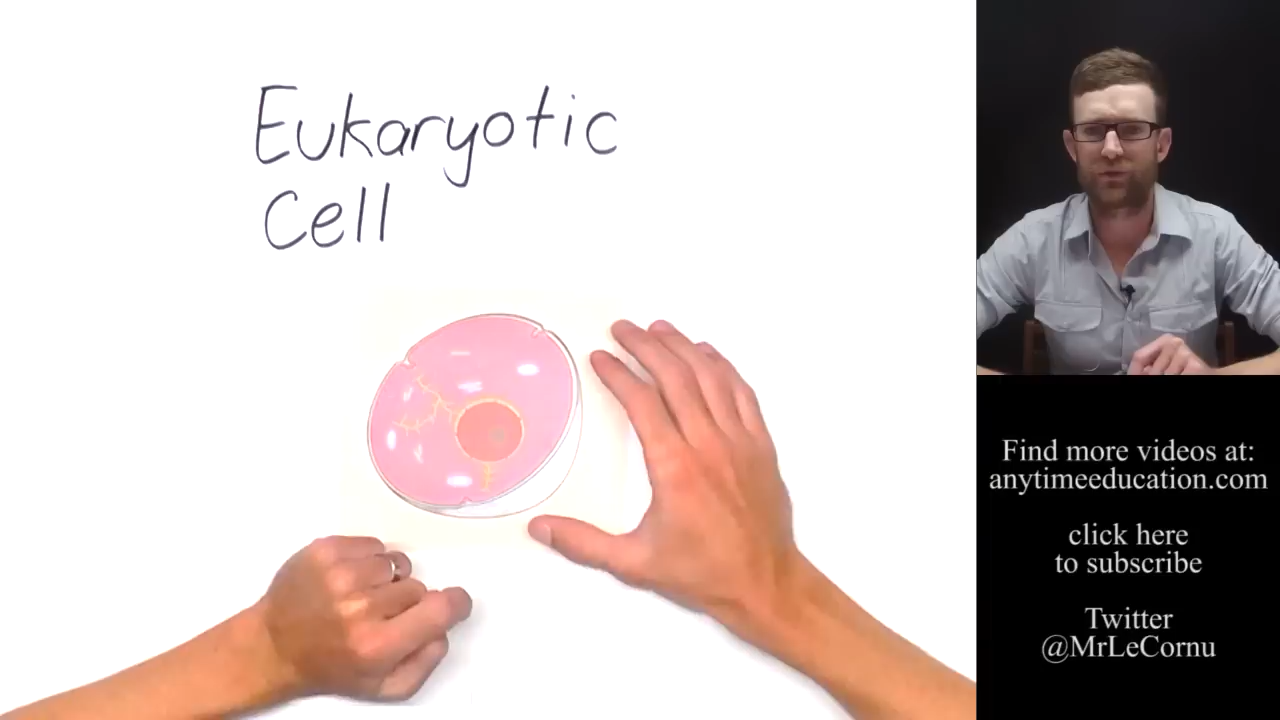 Eukaryotic
Cell
Find more videos at:
anytimeeducation.com
click here
to subscribe
Twitter
@MrLeCornu